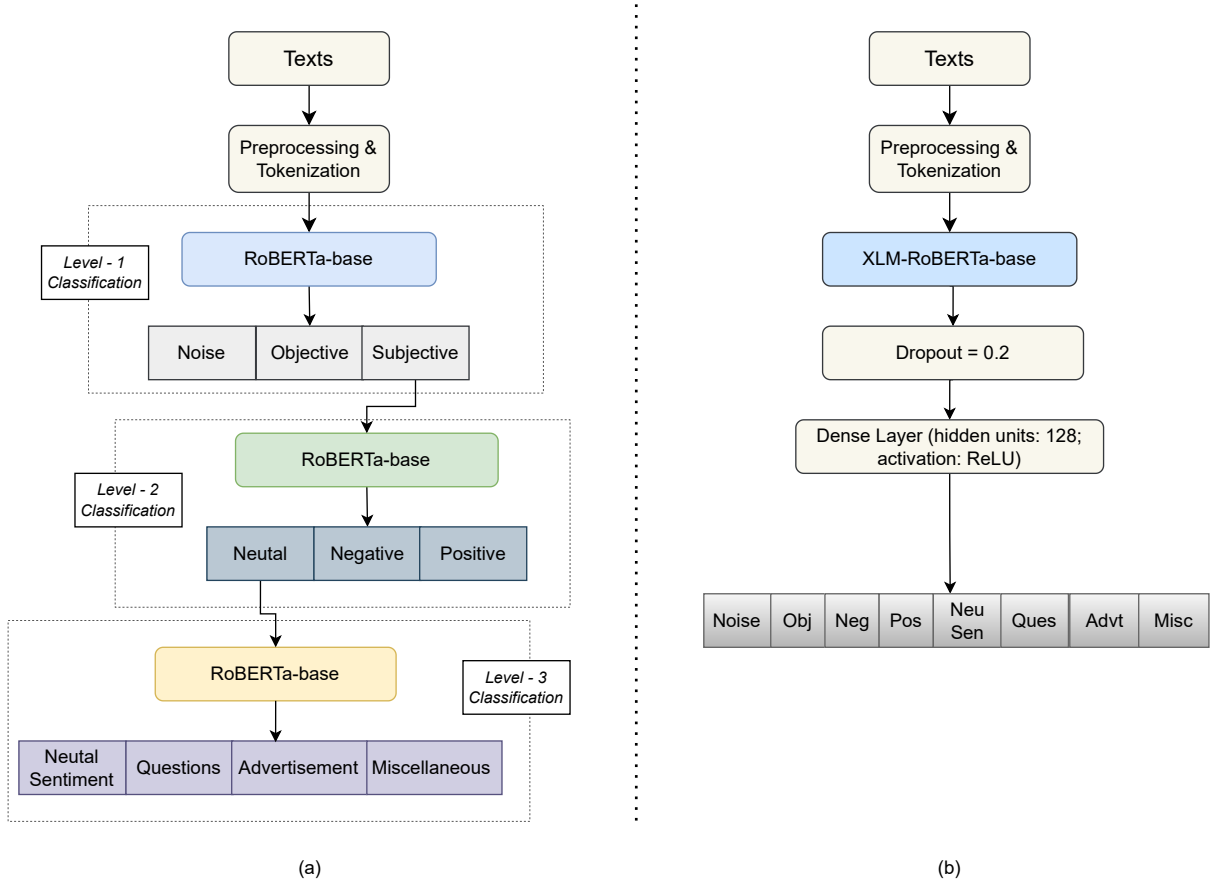 Texts
Preprocessing &
Tokenization
Level - 1
Classification
RoBERTa-base
Noise
Objective
Subjective
Level - 2
Classification
RoBERTa-base
Neutal
Negative
Positive
RoBERTa-base
Level - 3
Classification
Neutal
Sentiment
Questions
Advertisement
Miscellaneous
(a)
Texts
Preprocessing &
Tokenization
XLM-RoBERTa-base
Dropout = 0.2
Dense Layer (hidden units: 128;
activation: ReLU)
Noise
Obj
Neg
Pos
Neu
Sen
Ques
Advt
Misc
(b)